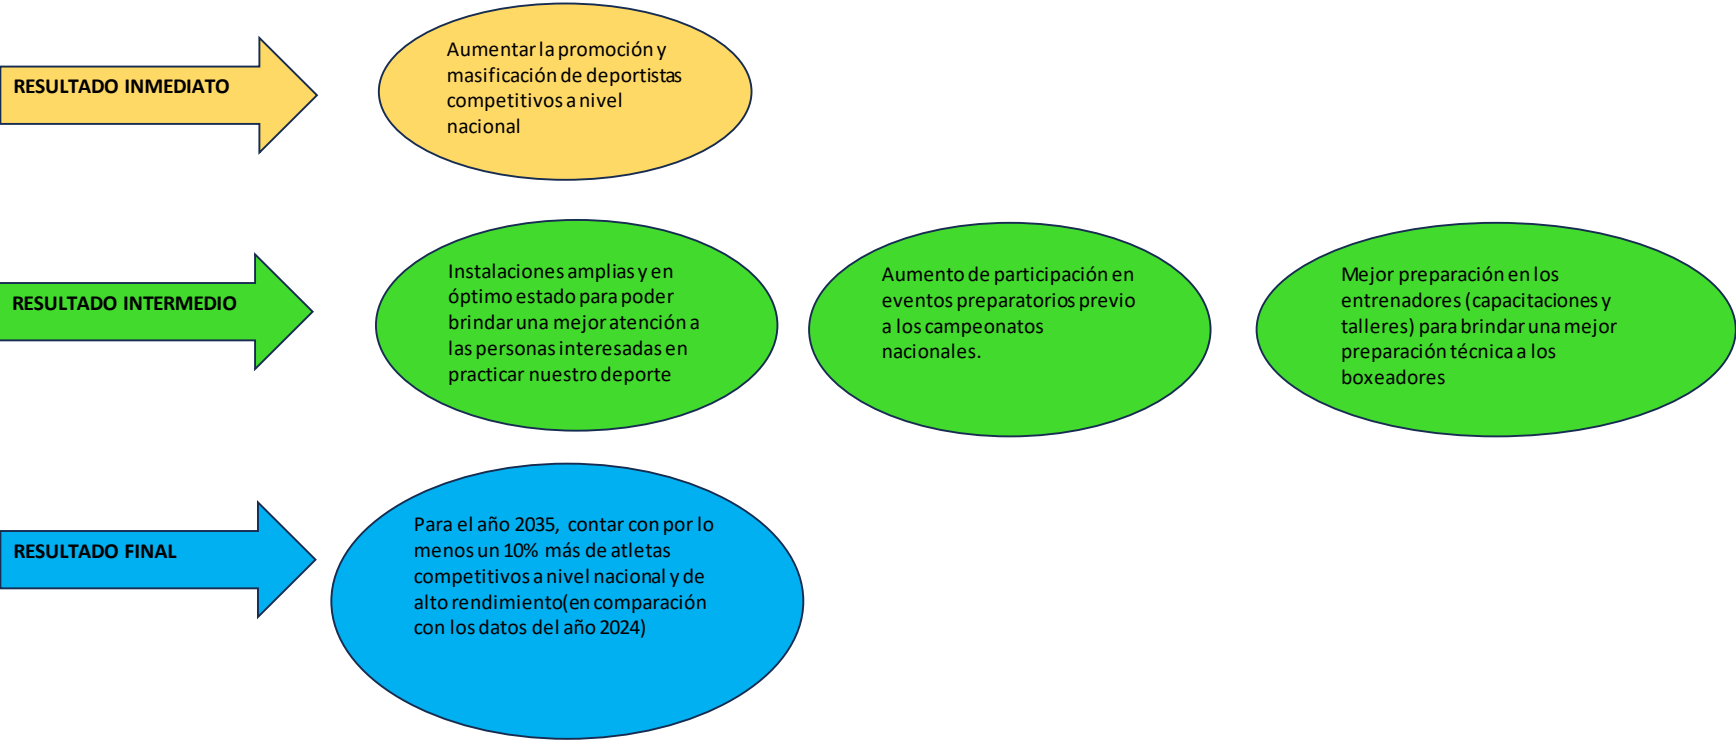 RESULTADO INMEDIATO
Aumentar la promoción y
masificación de deportistas
competitivos a nivel
nacional
RESULTADO INTERMEDIO
Instalaciones amplias y en
óptimo estado para poder
brindar una mejor atención a
las personas interesadas en
practicar nuestro deporte
Aumento de participación en
eventos preparatorios previo
a los campeonatos
nacionales.
Mejor preparación en los
entrenadores (capacitaciones y
talleres) para brindar una mejor
preparación técnica a los
boxeadores
RESULTADO FINAL
Para el año 2035, contar con por lo
menos un 10% más de atletas
competitivos a nivel nacional y de
alto rendimiento(en comparación
con los datos del año 2024)